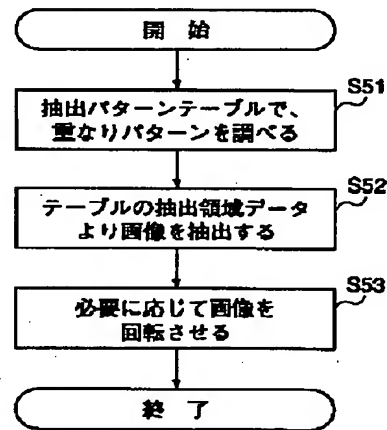 開 始
S51
抽出パターンテーブルで、
重なりパターンを調べる
S52
テーブルの抽出領域データ
より画像を抽出する
S53
必要に応じて画像を
回転させる
終 了